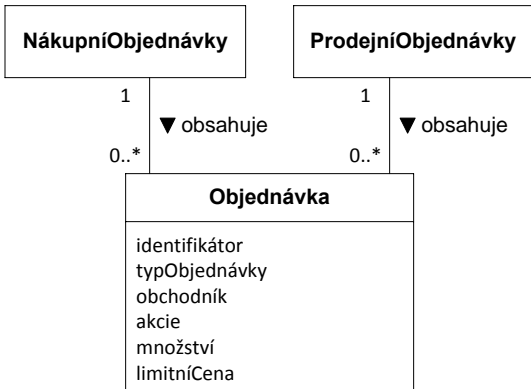 NákupníObjednávky
ProdejníObjednávky
1
1
▼ obsahuje
▼ obsahuje
0..*
0..*
Objednávka
identifikátor
typObjednávky
obchodník
akcie
množství
limitníCena